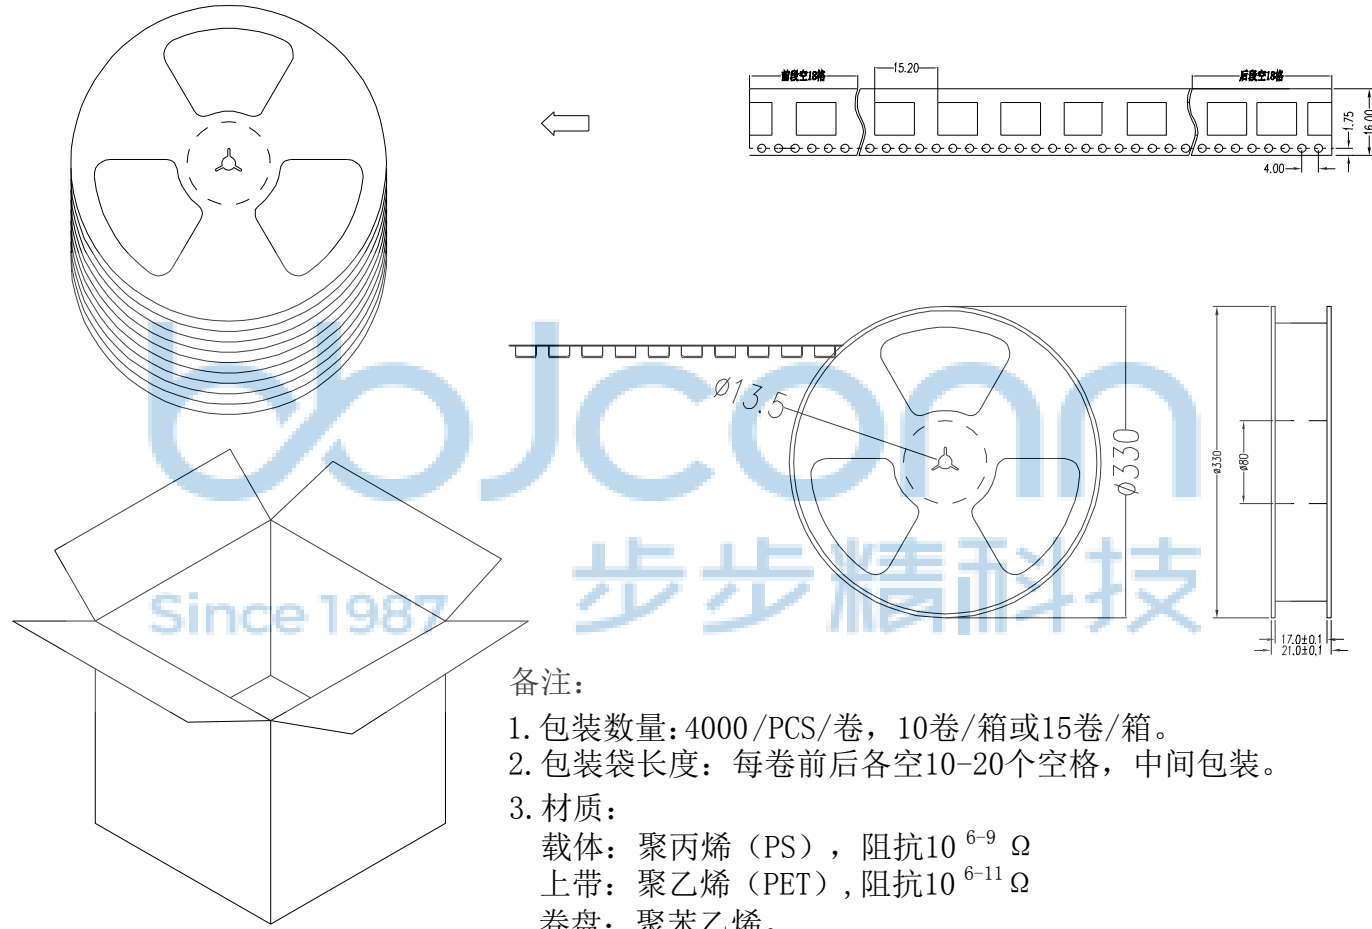 前段空18格
15.20
后段空18格
1.75
16.00
4.00
bbjconn
步步精科技
Since 1987
Ø13.5
Ø330
ø330
ø80
17.0±0.1
21.0±0.1
备注：
1.包装数量:4000/PCS/卷，10卷/箱或15卷/箱。
2.包装袋长度：每卷前后各空10-20个空格，中间包装。
3.材质：
载体：聚丙烯（PS），阻抗10 6-9 Ω
上带：聚乙烯（PET）,阻抗10 6-11 Ω
卷盘：聚苯乙烯。